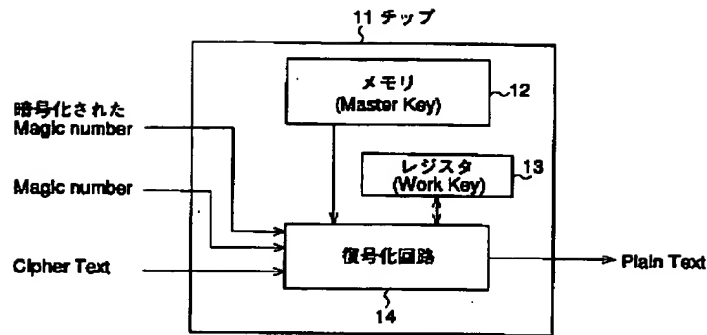 11 チップ
メモリ
(Master Key)
12
暗号化された
Magic number
レジスタ
(Work Key)
13
Magic number
復号化回路
Cipher Text
Plain Text
14